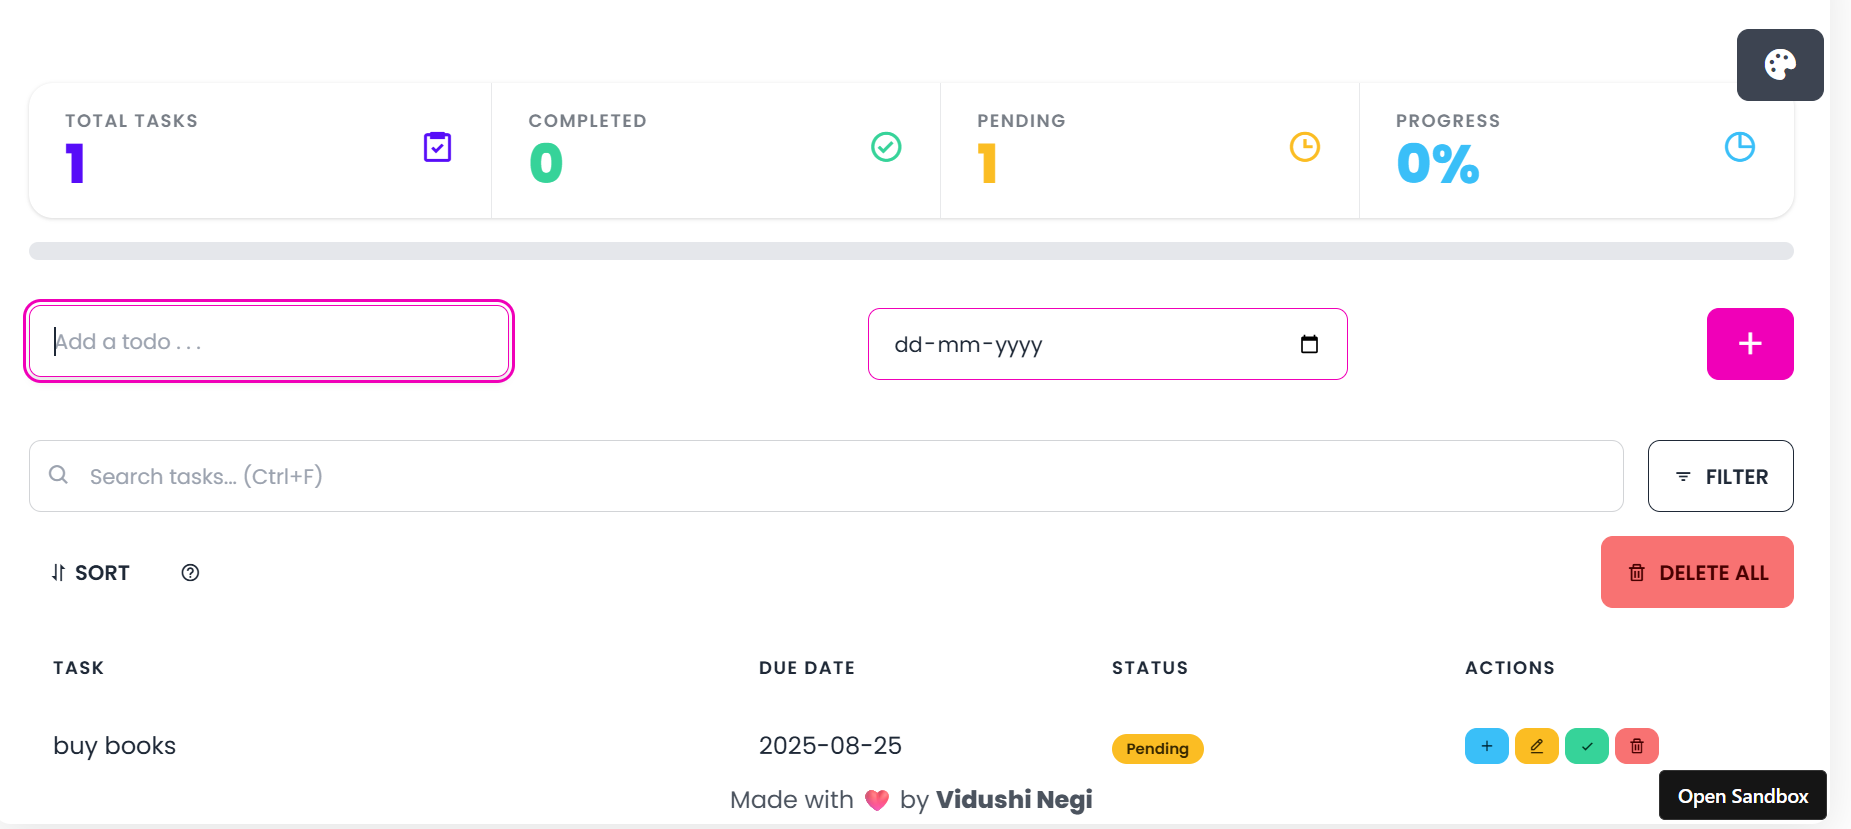 TOTAL TASKS
1
COMPLETED
0
PENDING
1
PROGRESS
0%
Add a todo . . .
dd-mm-yyyy
+
Search tasks... (Ctrl+F)
FILTER
SORT
DELETE ALL
TASK DUE DATE STATUS ACTIONS
buy books 2025-08-25 Pending
Made with ❤️ by Vidushi Negi
Open Sandbox